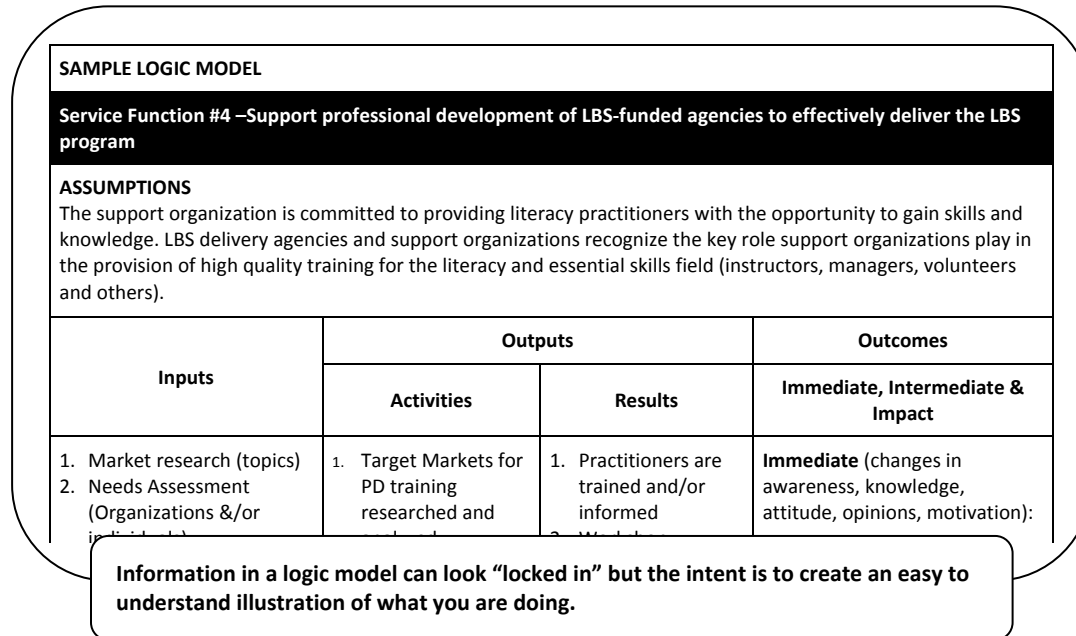 SAMPLE LOGIC MODEL
Service Function #4 –Support professional development of LBS-funded agencies to effectively deliver the LBS
program
ASSUMPTIONS
The support organization is committed to providing literacy practitioners with the opportunity to gain skills and
knowledge. LBS delivery agencies and support organizations recognize the key role support organizations play in
the provision of high quality training for the literacy and essential skills field (instructors, managers, volunteers
and others).
Inputs
Outputs
Outcomes
Activities
Results
Immediate, Intermediate &
Impact
1. Market research (topics)
2. Needs Assessment
(Organizations &/or
1. Target Markets for
PD training
researched and
1. Practitioners are
trained and/or
informed
Immediate (changes in
awareness, knowledge,
attitude, opinions, motivation):
Information in a logic model can look “locked in” but the intent is to create an easy to
understand illustration of what you are doing.